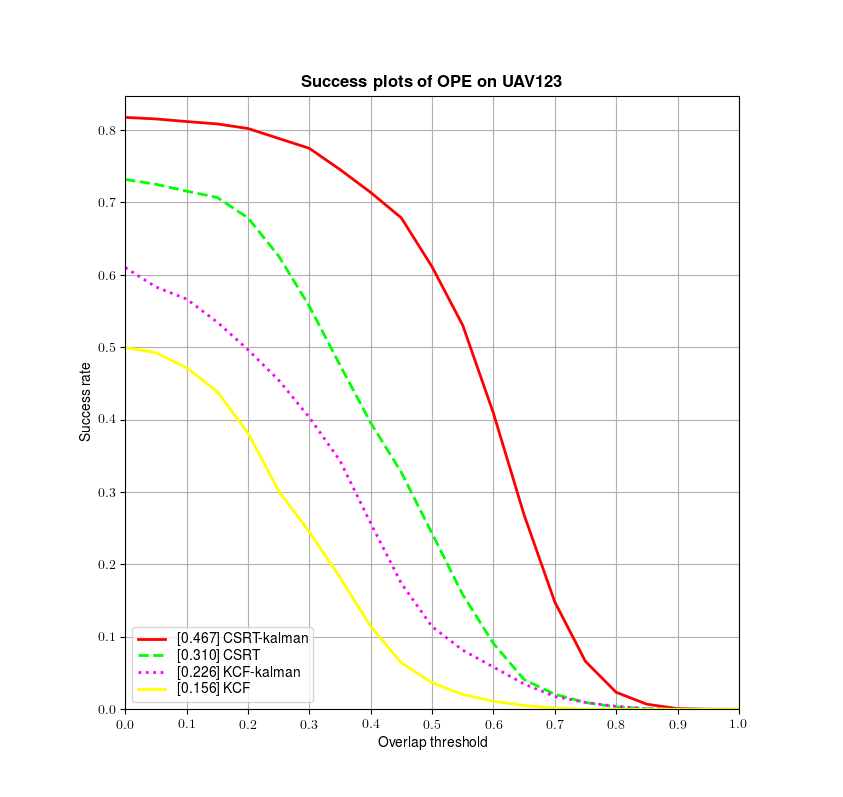 Success plots of OPE on UAV123
0.8
0.7
0.6
0.5
0.4
0.3
0.2
0.1
0.0
Success rate
[0.467] CSRT-kalman
[0.310] CSRT
[0.226] KCF-kalman
[0.156] KCF
0.0 0.1 0.2 0.3 0.4 0.5 0.6 0.7 0.8 0.9 1.0
Overlap threshold